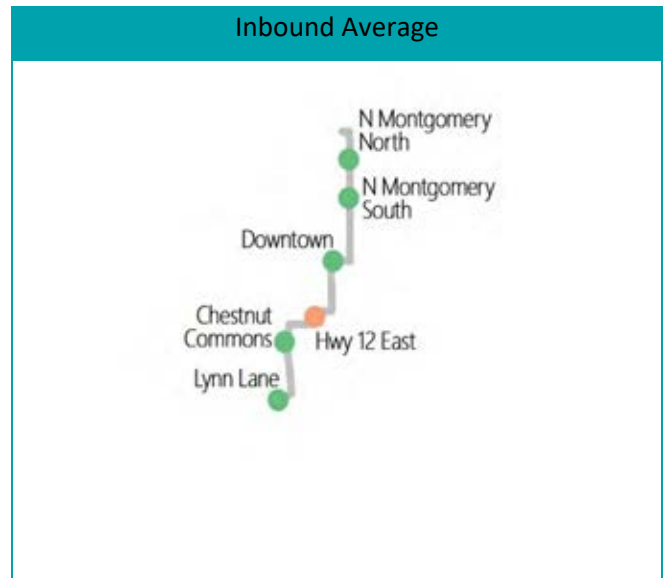 Inbound Average
N Montgomery
North
N Montgomery
South
Downtown
Chestnut
Commons
Hwy 12 East
Lynn Lane